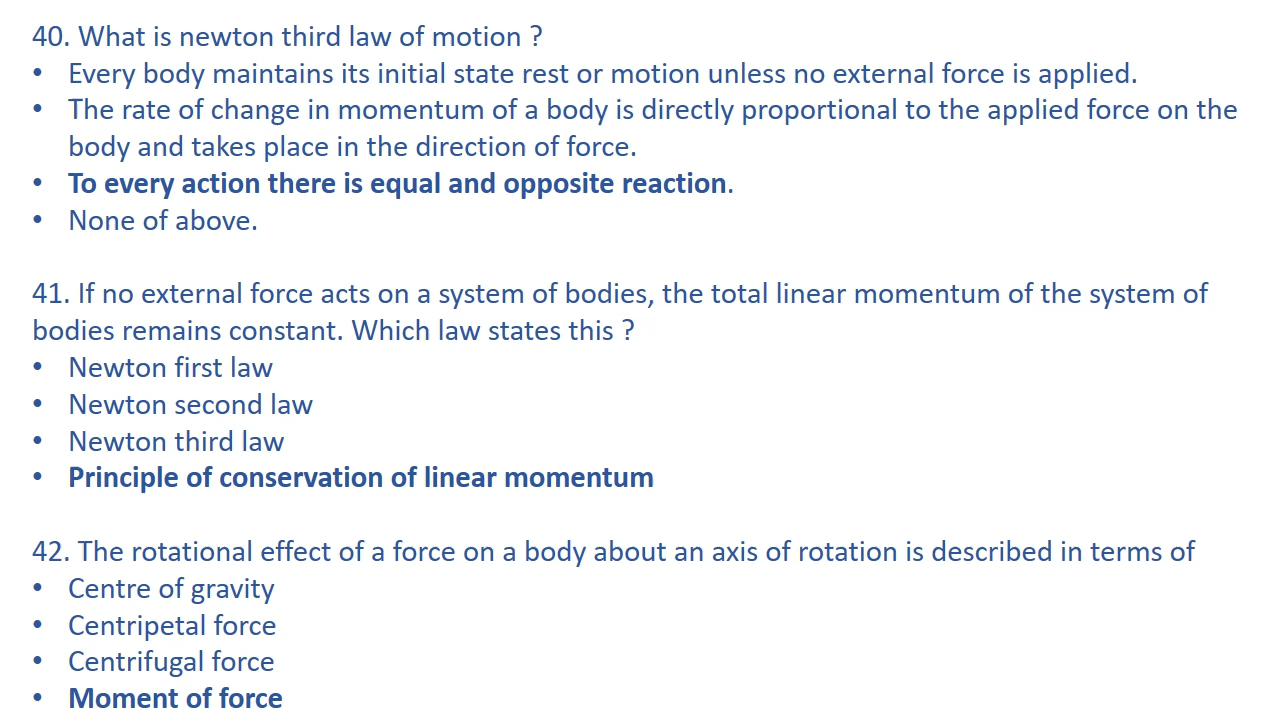 40. What is newton third law of motion ?
• Every body maintains its initial state rest or motion unless no external force is applied.
• The rate of change in momentum of a body is directly proportional to the applied force on the
body and takes place in the direction of force.
• To every action there is equal and opposite reaction.
• None of above.
41. If no external force acts on a system of bodies, the total linear momentum of the system of
bodies remains constant. Which law states this ?
• Newton first law
• Newton second law
• Newton third law
• Principle of conservation of linear momentum
42. The rotational effect of a force on a body about an axis of rotation is described in terms of
• Centre of gravity
• Centripetal force
• Centrifugal force
• Moment of force